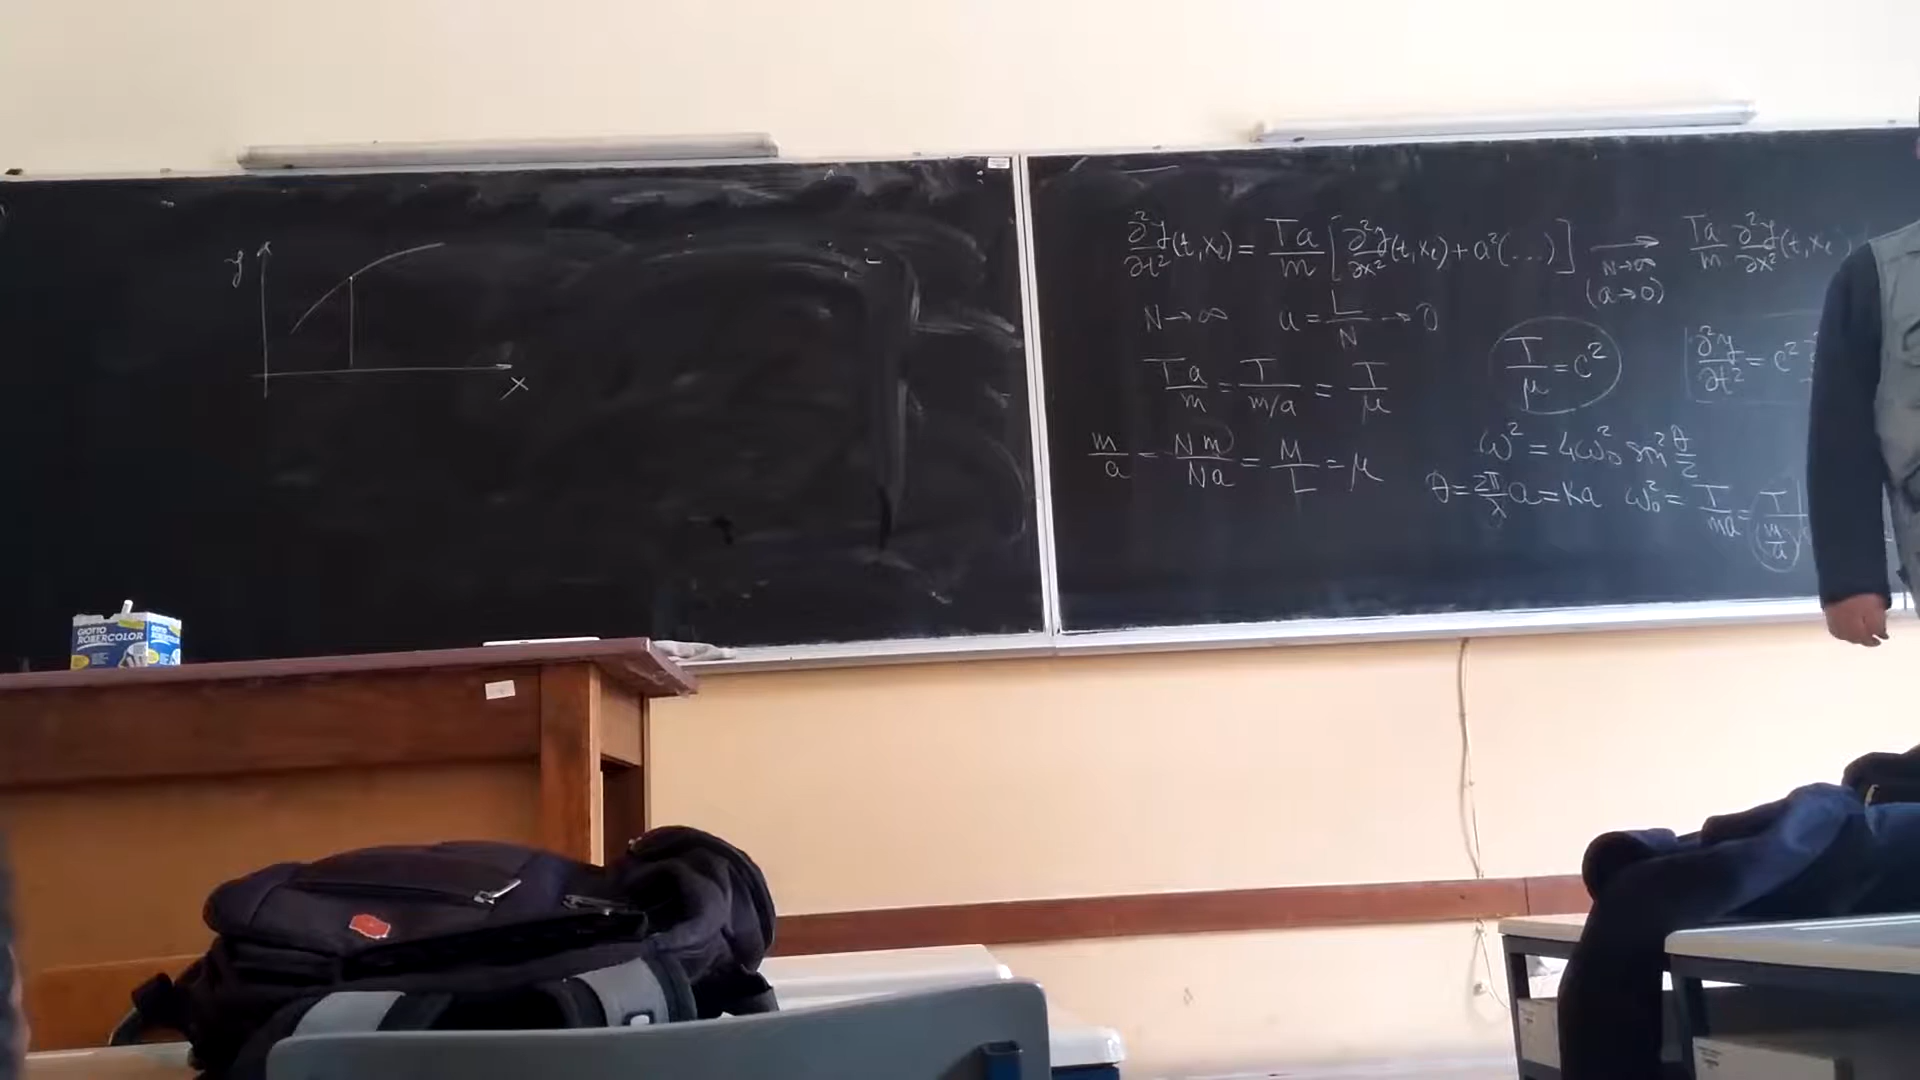 y
x
∂²y/∂t² (t,xₗ) = Ta/m [∂²y/∂x² (t,xₗ) + a²(...)] → N→∞ (a→0) Ta/m ∂²y/∂x² (t,xₗ)
N→∞ a = L/N → 0
Ta/m = T/(m/a) = T/μ
T/μ = c²
∂²y/∂t² = c²
m/a = Nm/Na = M/L = μ
ω² = 4ω₀² sin² θ/2
θ = 2π/λ a = Ka ω₀² = T/ma = T/(m/a)
GIOTTO
ROBERCOLOR